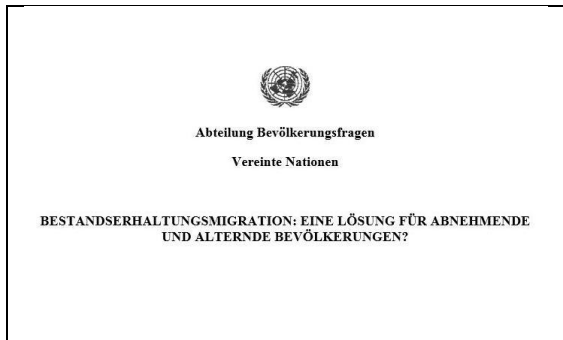 Abteilung Bevölkerungsfragen
Vereinte Nationen
BESTANDSERHALTUNGSMIGRATION: EINE LÖSUNG FÜR ABNEHMENDE
UND ALTERNDE BEVÖLKERUNGEN?